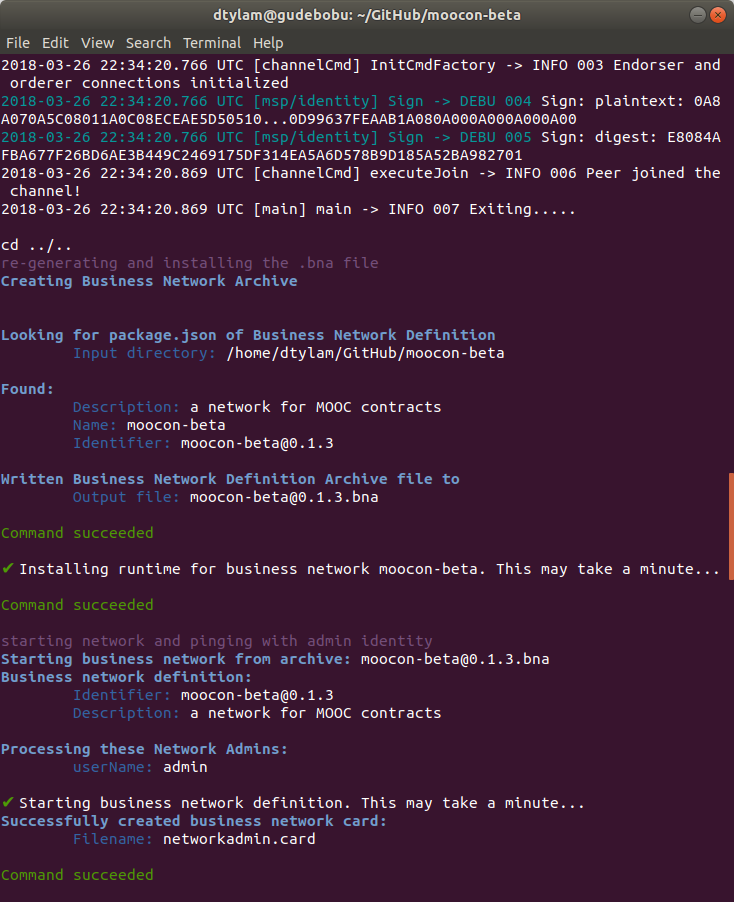 dtylam@gudebobu: ~/GitHub/moocon-beta
File Edit View Search Terminal Help
2018-03-26 22:34:20.766 UTC [channelCmd] InitCmdFactory -> INFO 003 Endorser and
orderer connections initialized
2018-03-26 22:34:20.766 UTC [msp/identity] Sign -> DEBU 004 Sign: plaintext: 0A8
A070A5C08011A0C08ECEAE5D50510...0D99637FEAAB1A080A000A000A000A00
2018-03-26 22:34:20.766 UTC [msp/identity] Sign -> DEBU 005 Sign: digest: E8084A
FBA677F26BD6AE3B449C2469175DF314EA5A6D578B9D185A52BA982701
2018-03-26 22:34:20.869 UTC [channelCmd] executeJoin -> INFO 006 Peer joined the
channel!
2018-03-26 22:34:20.869 UTC [main] main -> INFO 007 Exiting.....
cd ../..
re-generating and installing the .bna file
Creating Business Network Archive
Looking for package.json of Business Network Definition
Input directory: /home/dtylam/GitHub/moocon-beta
Found:
Description: a network for MOOC contracts
Name: moocon-beta
Identifier: moocon-beta@0.1.3
Written Business Network Definition Archive file to
Output file: moocon-beta@0.1.3.bna
Command succeeded
✔ Installing runtime for business network moocon-beta. This may take a minute...
Command succeeded
starting network and pinging with admin identity
Starting business network from archive: moocon-beta@0.1.3.bna
Business network definition:
Identifier: moocon-beta@0.1.3
Description: a network for MOOC contracts
Processing these Network Admins:
userName: admin
✔ Starting business network definition. This may take a minute...
Successfully created business network card:
Filename: networkadmin.card
Command succeeded